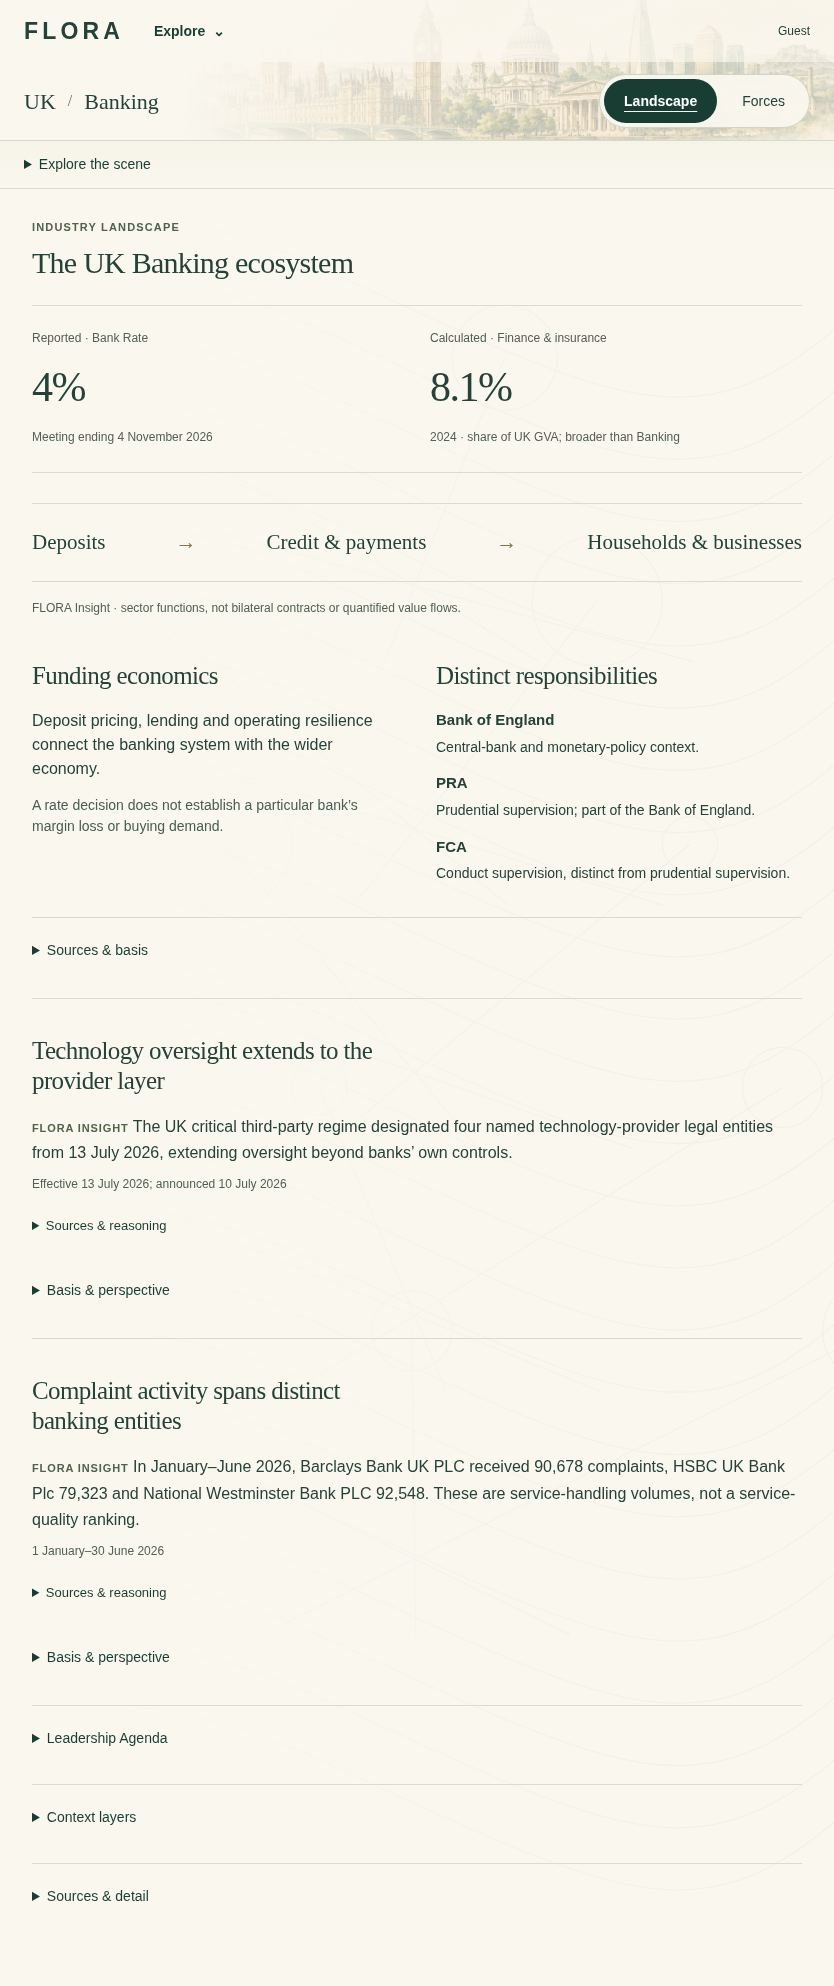 FLORA
Explore
Guest
UK / Banking
Landscape
Forces
Explore the scene
INDUSTRY LANDSCAPE
The UK Banking ecosystem
Reported · Bank Rate
4%
Meeting ending 4 November 2026
Calculated · Finance & insurance
8.1%
2024 · share of UK GVA; broader than Banking
Deposits → Credit & payments → Households & businesses
FLORA Insight · sector functions, not bilateral contracts or quantified value flows.
Funding economics
Deposit pricing, lending and operating resilience
connect the banking system with the wider
economy.
A rate decision does not establish a particular bank’s
margin loss or buying demand.
Distinct responsibilities
Bank of England
Central-bank and monetary-policy context.
PRA
Prudential supervision; part of the Bank of England.
FCA
Conduct supervision, distinct from prudential supervision.
Sources & basis
Technology oversight extends to the
provider layer
FLORA INSIGHT The UK critical third-party regime designated four named technology-provider legal entities
from 13 July 2026, extending oversight beyond banks’ own controls.
Effective 13 July 2026; announced 10 July 2026
Sources & reasoning
Basis & perspective
Complaint activity spans distinct
banking entities
FLORA INSIGHT In January–June 2026, Barclays Bank UK PLC received 90,678 complaints, HSBC UK Bank
Plc 79,323 and National Westminster Bank PLC 92,548. These are service-handling volumes, not a service-
quality ranking.
1 January–30 June 2026
Sources & reasoning
Basis & perspective
Leadership Agenda
Context layers
Sources & detail